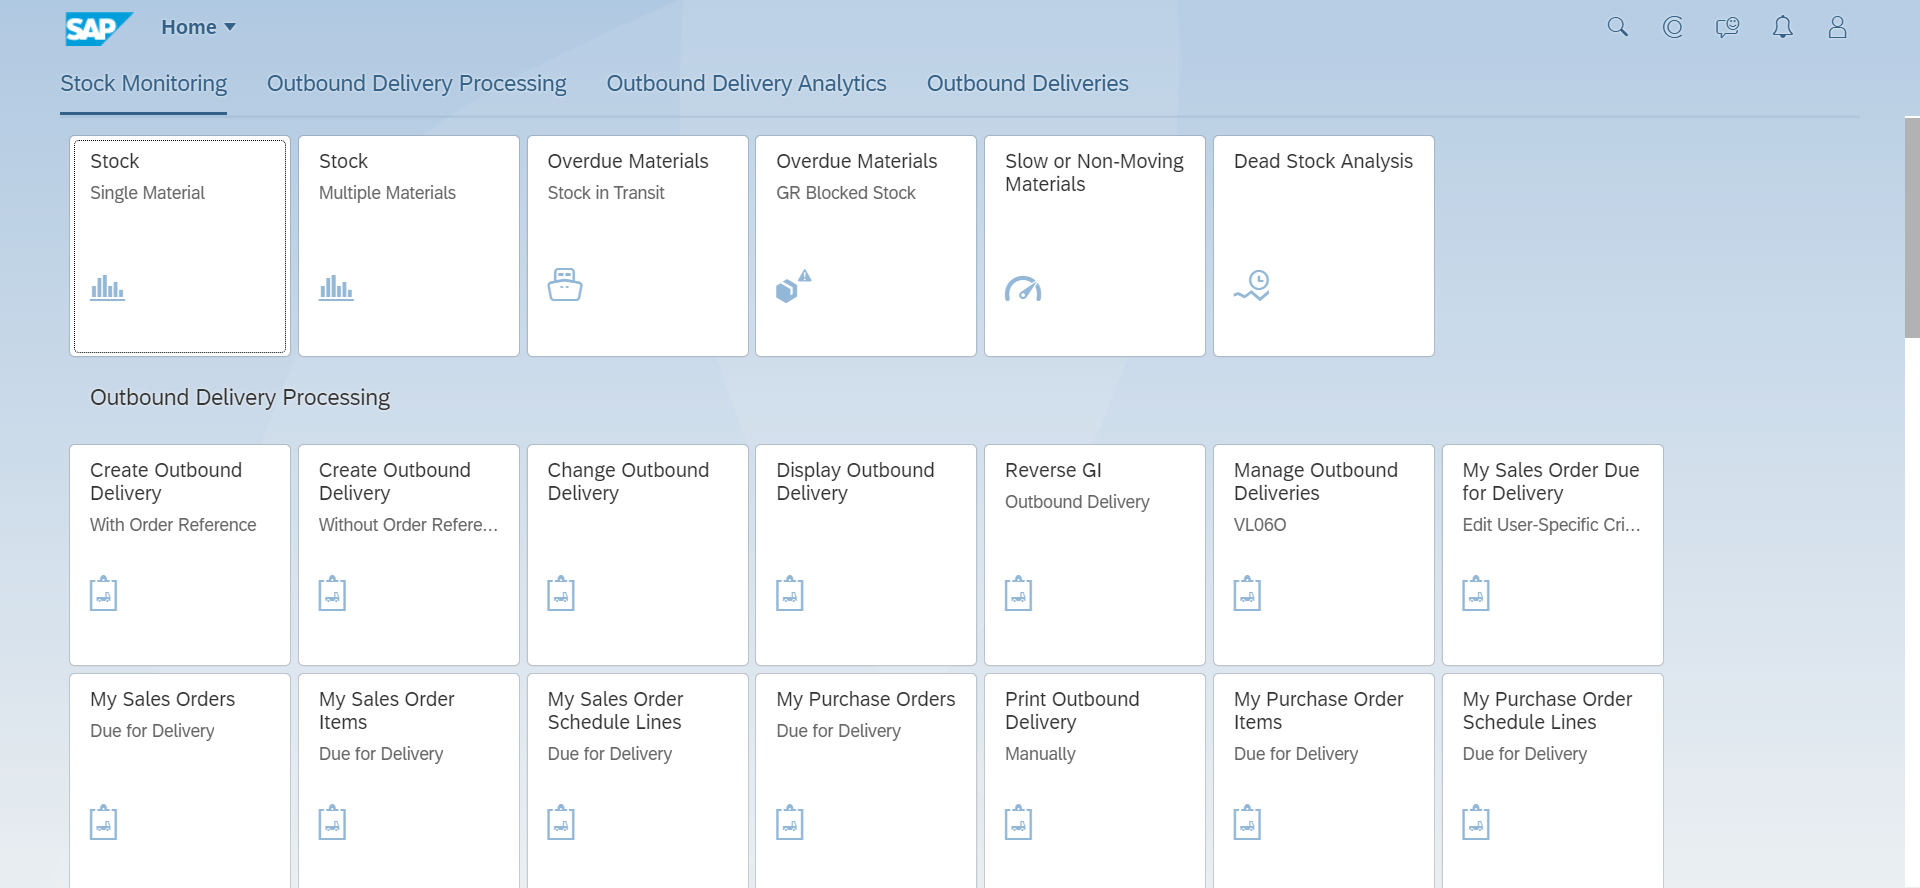 SAP
Home
Stock Monitoring
Outbound Delivery Processing
Outbound Delivery Analytics
Outbound Deliveries
Stock
Single Material
Stock
Multiple Materials
Overdue Materials
Stock in Transit
Overdue Materials
GR Blocked Stock
Slow or Non-Moving
Materials
Dead Stock Analysis
Outbound Delivery Processing
Create Outbound
Delivery
With Order Reference
Create Outbound
Delivery
Without Order Refere...
Change Outbound
Delivery
Display Outbound
Delivery
Reverse GI
Outbound Delivery
Manage Outbound
Deliveries
VL06O
My Sales Order Due
for Delivery
Edit User-Specific Cri...
My Sales Orders
Due for Delivery
My Sales Order
Items
Due for Delivery
My Sales Order
Schedule Lines
Due for Delivery
My Purchase Orders
Due for Delivery
Print Outbound
Delivery
Manually
My Purchase Order
Items
Due for Delivery
My Purchase Order
Schedule Lines
Due for Delivery